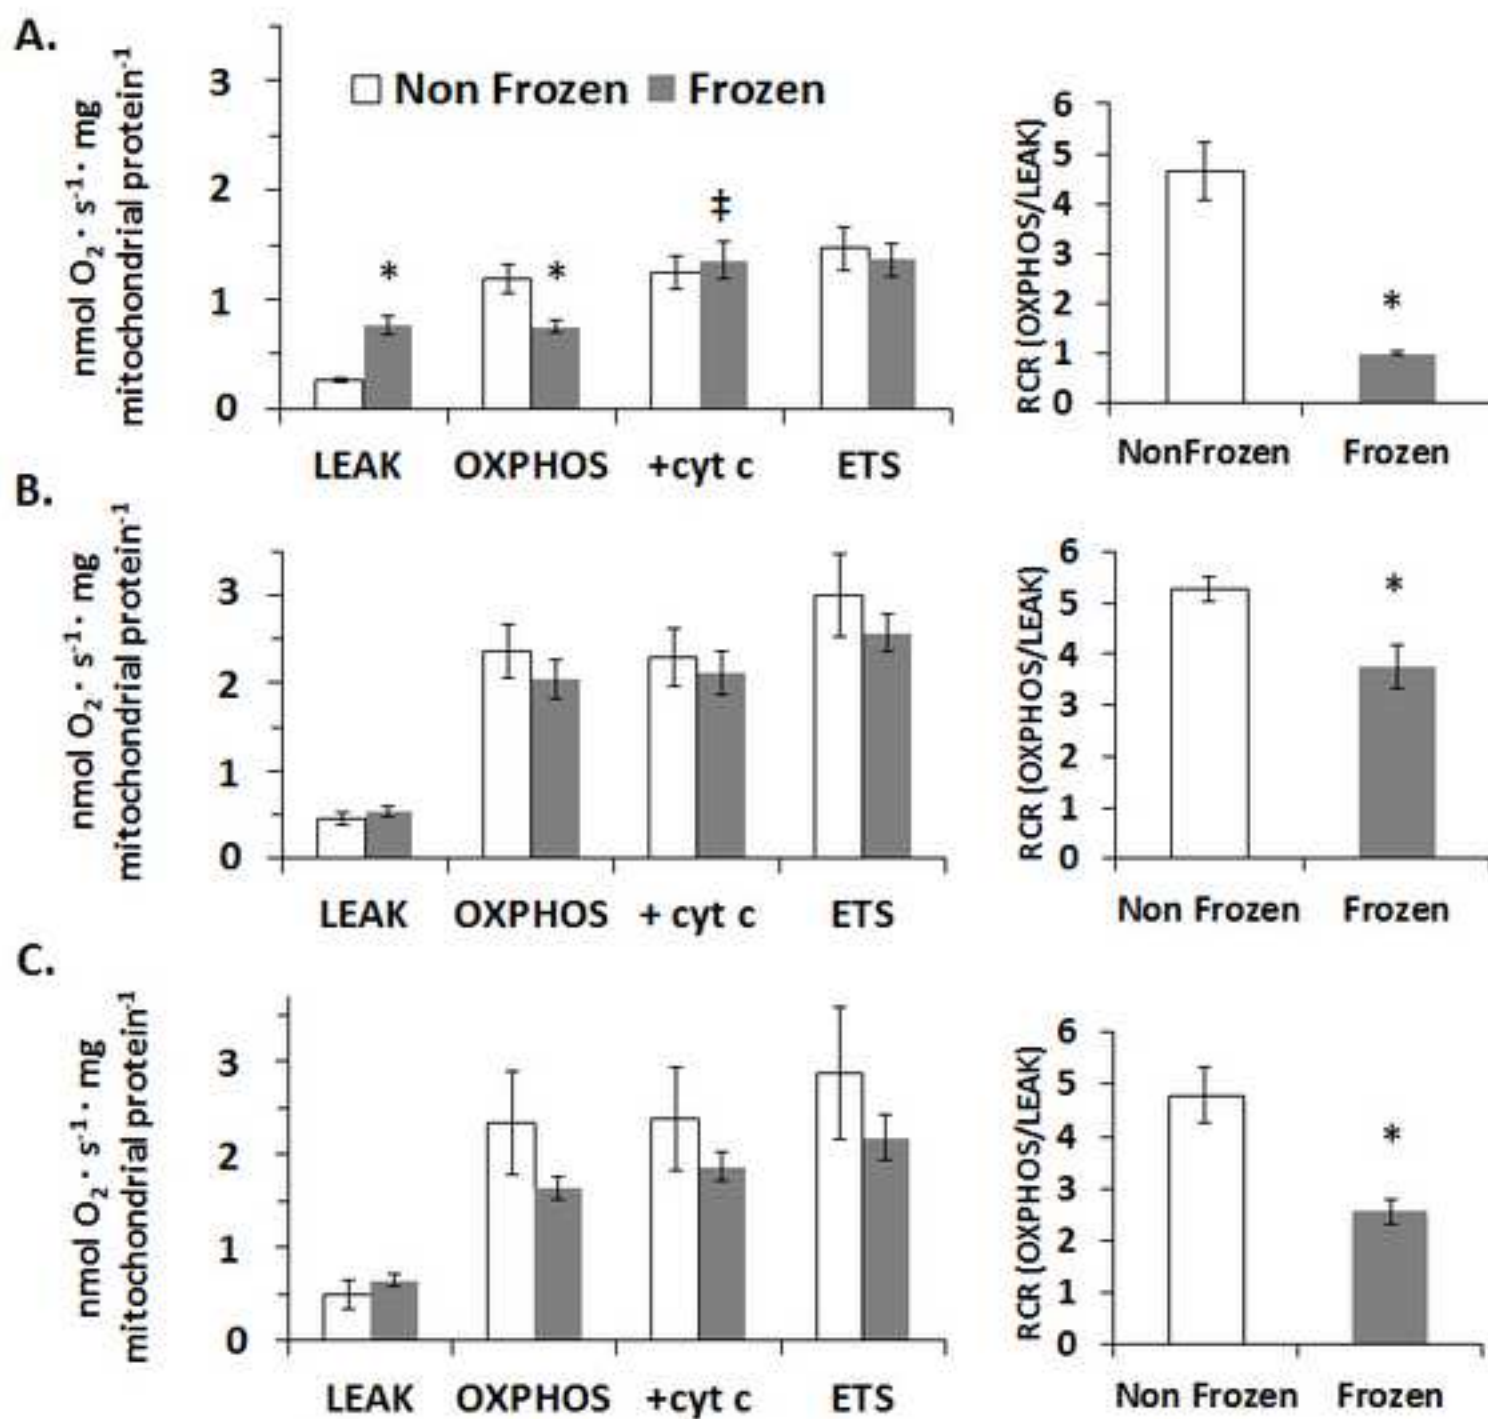 A.
nmol O₂ · s⁻¹ · mg
mitochondrial protein⁻¹
3
2
1
0
Non Frozen Frozen
* * ‡
LEAK OXPHOS +cyt c ETS
RCR (OXPHOS/LEAK)
6
5
4
3
2
1
0
*
NonFrozen Frozen
B.
nmol O₂ · s⁻¹ · mg
mitochondrial protein⁻¹
3
2
1
0
LEAK OXPHOS + cyt c ETS
RCR (OXPHOS/LEAK)
6
5
4
3
2
1
0
*
Non Frozen Frozen
C.
nmol O₂ · s⁻¹ · mg
mitochondrial protein⁻¹
3
2
1
0
LEAK OXPHOS +cyt c ETS
RCR (OXPHOS/LEAK)
6
5
4
3
2
1
0
*
Non Frozen Frozen